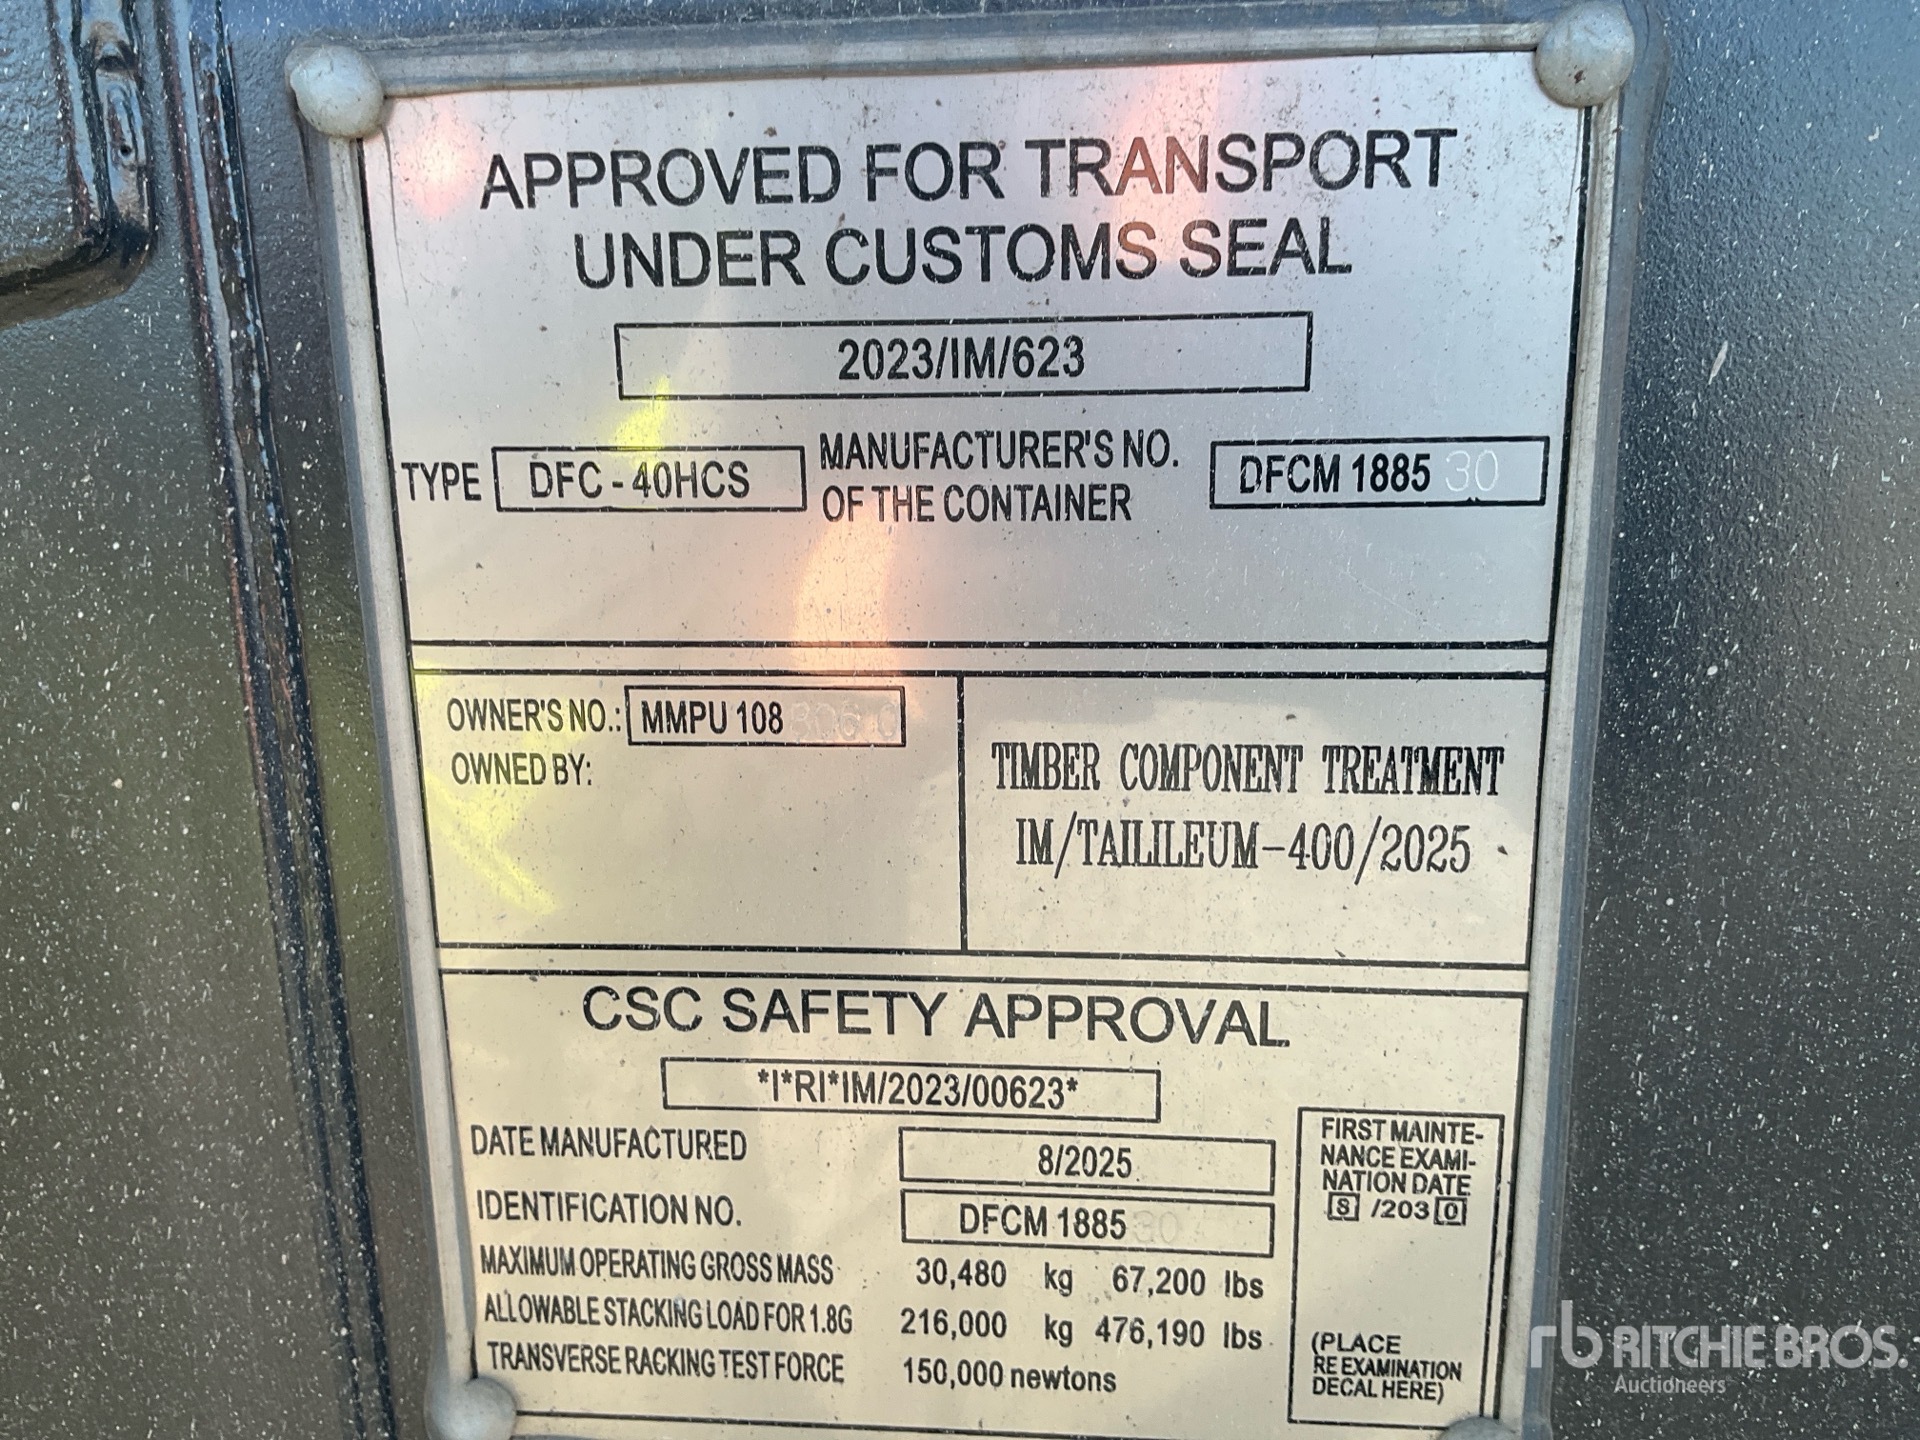 APPROVED FOR TRANSPORT
UNDER CUSTOMS SEAL
2023/IM/623
TYPE DFC-40HCS
MANUFACTURER'S NO.
OF THE CONTAINER
DFCM 188530
OWNER'S NO.: MMPU 108
OWNED BY:
TIMBER COMPONENT TREATMENT
IM/TAILILEUM-400/2025
CSC SAFETY APPROVAL
*I*RI*IM/2023/00623*
DATE MANUFACTURED 8/2025
IDENTIFICATION NO. DFCM 188530
MAXIMUM OPERATING GROSS MASS 30,480 kg 67,200 lbs
ALLOWABLE STACKING LOAD FOR 1.8G 216,000 kg 476,190 lbs
TRANSVERSE RACKING TEST FORCE 150,000 newtons
FIRST MAINTE-
NANCE EXAMI-
NATION DATE
8 /2030
(PLACE
RE EXAMINATION
DECAL HERE)
rb RITCHIE BROS.
Auctioneers